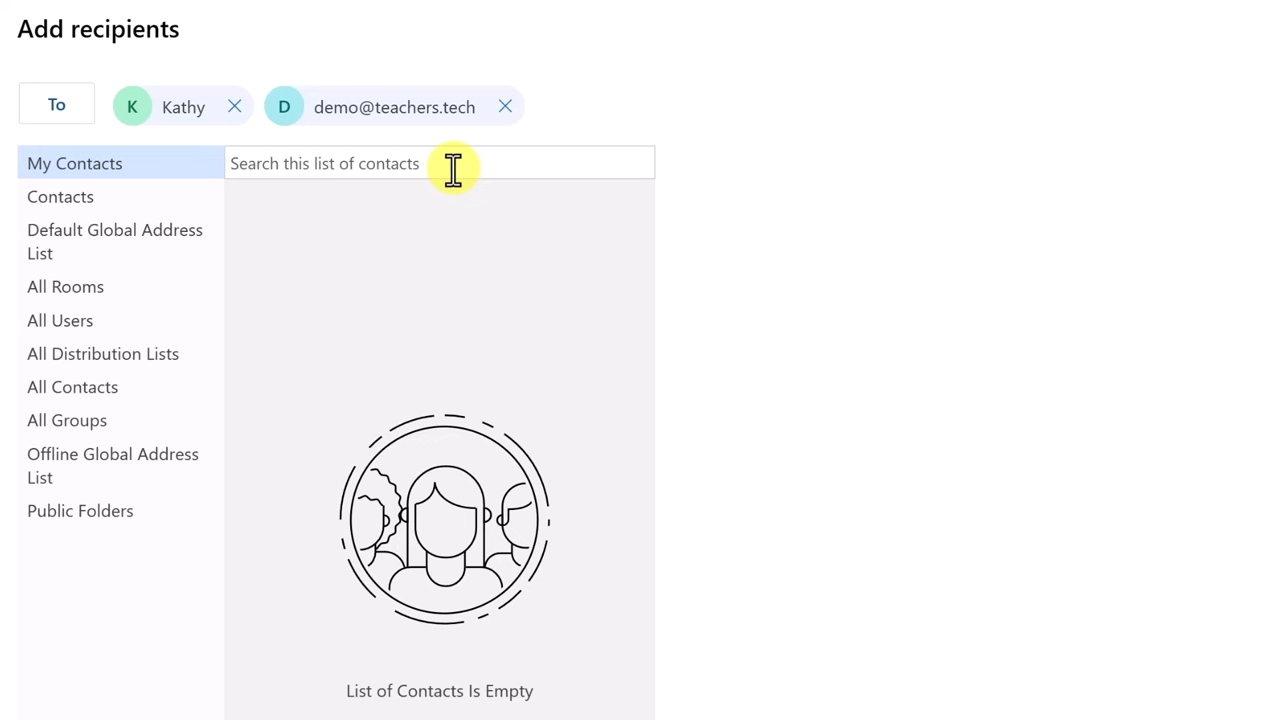 Add recipients
To
K Kathy
D demo@teachers.tech
My Contacts
Search this list of contacts
Contacts
Default Global Address
List
All Rooms
All Users
All Distribution Lists
All Contacts
All Groups
Offline Global Address
List
Public Folders
List of Contacts Is Empty